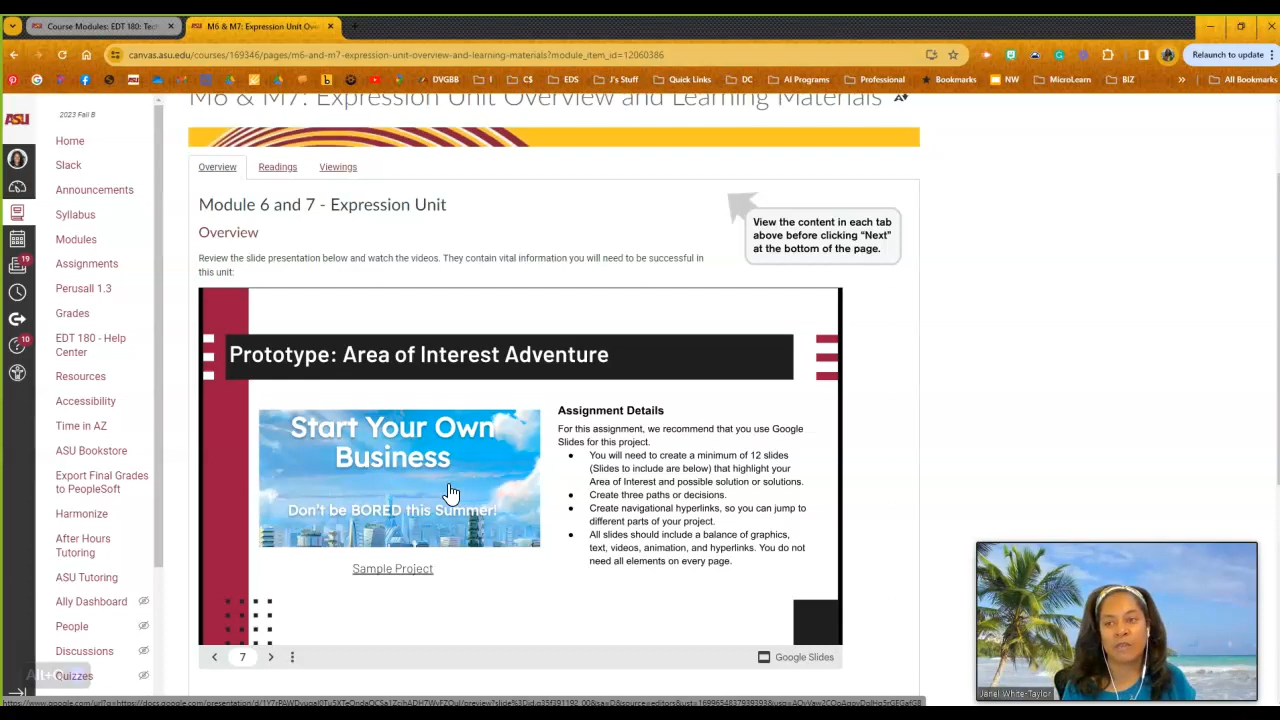 Course Modules: EDT 180: Tec
M6 & M7: Expression Unit Ov
canvas.asu.edu/courses/169346/pages/m6-and-m7-expression-unit-overview-and-learning-materials?module_item_id=12060386
Relaunch to update
DVGBB
I
C$
EDS
J's Stuff
Quick Links
DC
AI Programs
Professional
Bookmarks
NW
MicroLearn
BIZ
All Bookmarks
M6 & M7: Expression Unit Overview and Learning Materials
ASU
2023 Fall B
Home
Slack
Announcements
Syllabus
Modules
Assignments
19
Perusall 1.3
Grades
EDT 180 - Help
Center
10
Resources
Accessibility
Time in AZ
ASU Bookstore
Export Final Grades
to PeopleSoft
Harmonize
After Hours
Tutoring
ASU Tutoring
Ally Dashboard
People
Discussions
Quizzes
Overview
Readings
Viewings
Module 6 and 7 - Expression Unit
Overview
Review the slide presentation below and watch the videos. They contain vital information you will need to be successful in
this unit:
View the content in each tab
above before clicking “Next”
at the bottom of the page.
Prototype: Area of Interest Adventure
Start Your Own
Business
Don't be BORED this Summer!
Sample Project
Assignment Details
For this assignment, we recommend that you use Google
Slides for this project.
● You will need to create a minimum of 12 slides
(Slides to include are below) that highlight your
Area of Interest and possible solution or solutions.
● Create three paths or decisions.
● Create navigational hyperlinks, so you can jump to
different parts of your project.
● All slides should include a balance of graphics,
text, videos, animation, and hyperlinks. You do not
need all elements on every page.
7
Google Slides
Janel White-Taylor